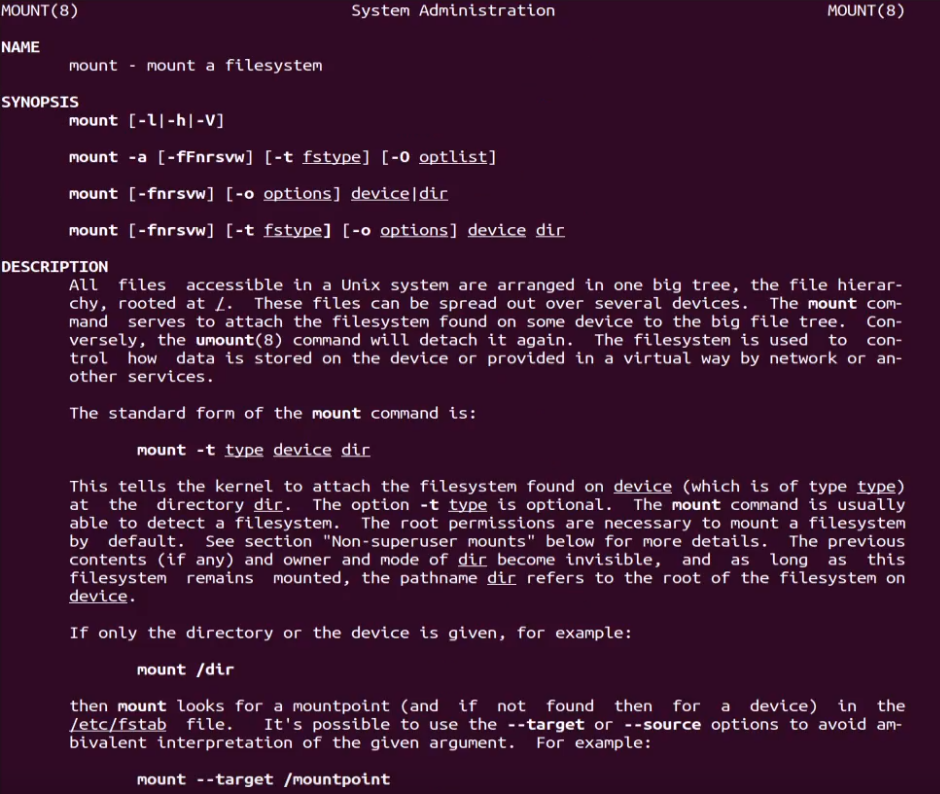 MOUNT(8) System Administration MOUNT(8)
NAME
mount - mount a filesystem
SYNOPSIS
mount [-l|-h|-V]
mount -a [-fFnrsvw] [-t fstype] [-O optlist]
mount [-fnrsvw] [-o options] device|dir
mount [-fnrsvw] [-t fstype] [-o options] device dir
DESCRIPTION
All files accessible in a Unix system are arranged in one big tree, the file hierar-
chy, rooted at /. These files can be spread out over several devices. The mount com-
mand serves to attach the filesystem found on some device to the big file tree. Con-
versely, the umount(8) command will detach it again. The filesystem is used to con-
trol how data is stored on the device or provided in a virtual way by network or an-
other services.
The standard form of the mount command is:
mount -t type device dir
This tells the kernel to attach the filesystem found on device (which is of type type)
at the directory dir. The option -t type is optional. The mount command is usually
able to detect a filesystem. The root permissions are necessary to mount a filesystem
by default. See section "Non-superuser mounts" below for more details. The previous
contents (if any) and owner and mode of dir become invisible, and as long as this
filesystem remains mounted, the pathname dir refers to the root of the filesystem on
device.
If only the directory or the device is given, for example:
mount /dir
then mount looks for a mountpoint (and if not found then for a device) in the
/etc/fstab file. It's possible to use the --target or --source options to avoid am-
bivalent interpretation of the given argument. For example:
mount --target /mountpoint